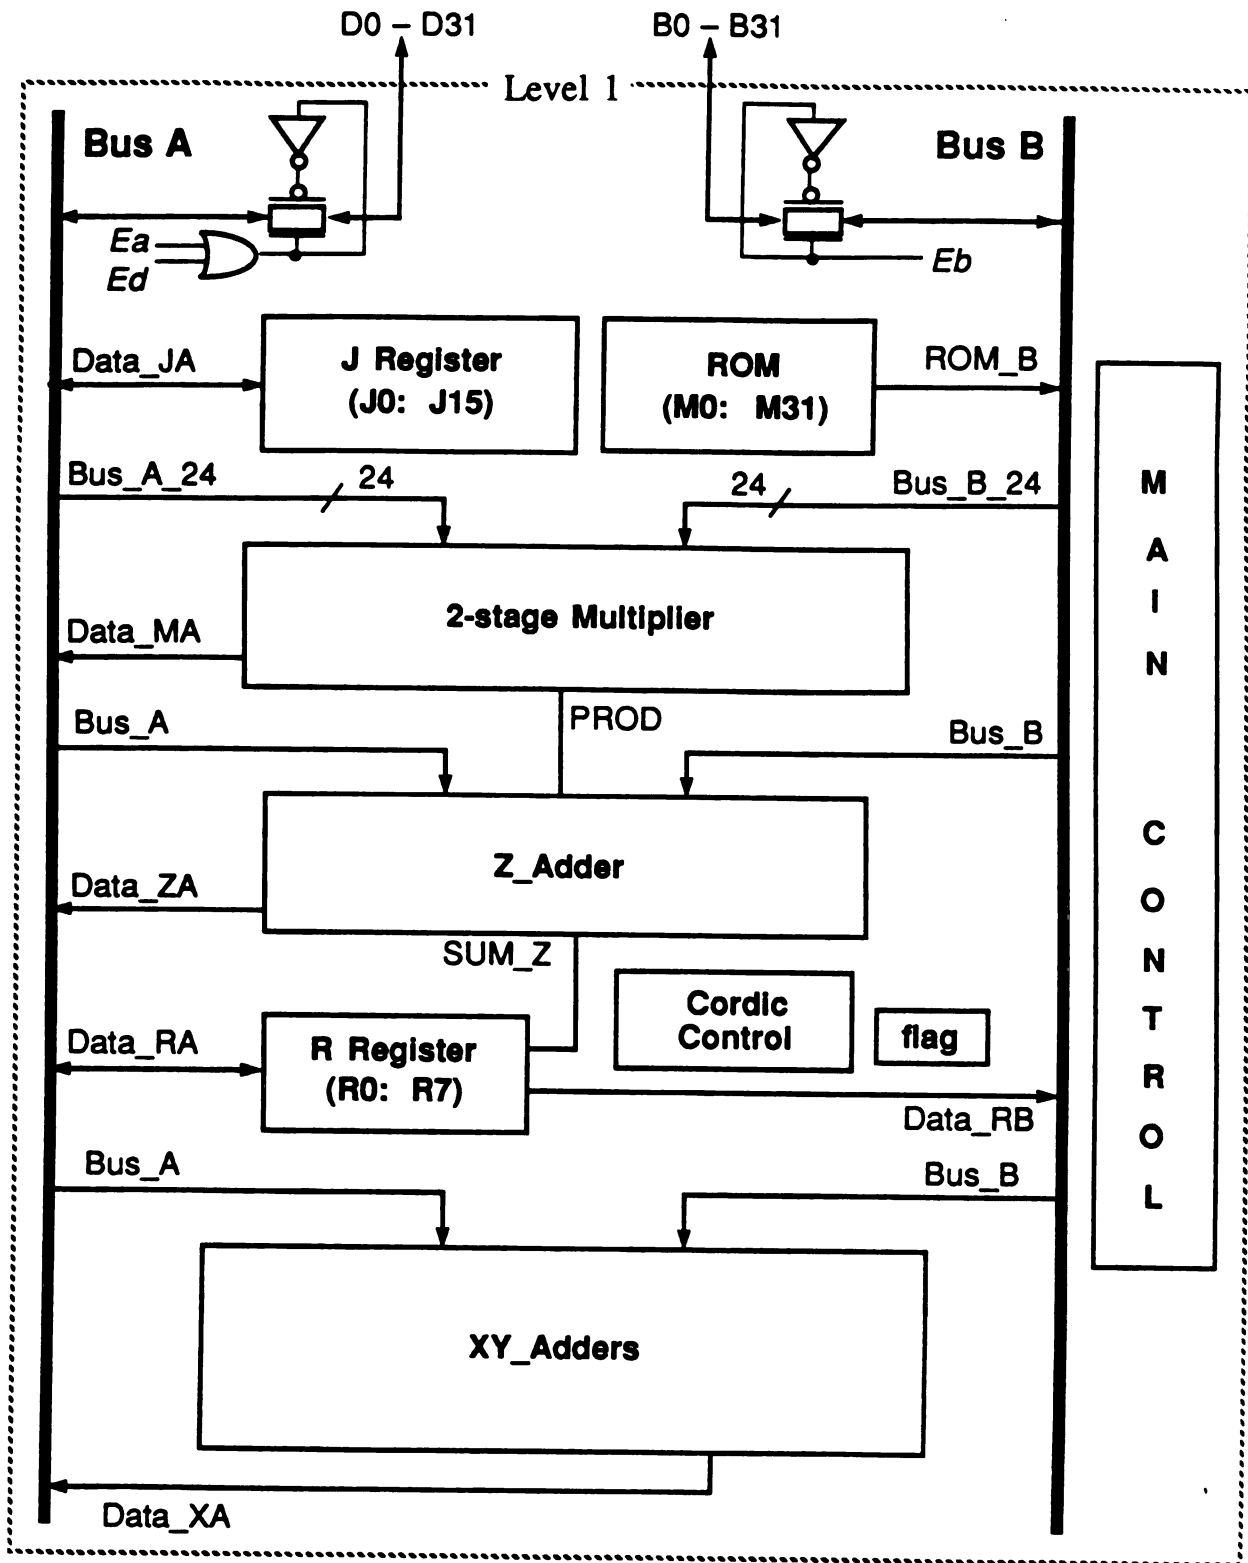 D0 – D31
B0 – B31
Level 1
Bus A
Bus B
Ea
Ed
Eb
Data_JA
J Register
(J0: J15)
ROM
(M0: M31)
ROM_B
Bus_A_24
24
24
Bus_B_24
2-stage Multiplier
Data_MA
PROD
Bus_A
Bus_B
Z_Adder
Data_ZA
SUM_Z
Cordic
Control
flag
Data_RA
R Register
(R0: R7)
Data_RB
Bus_A
Bus_B
XY_Adders
Data_XA
MAIN
CONTROL